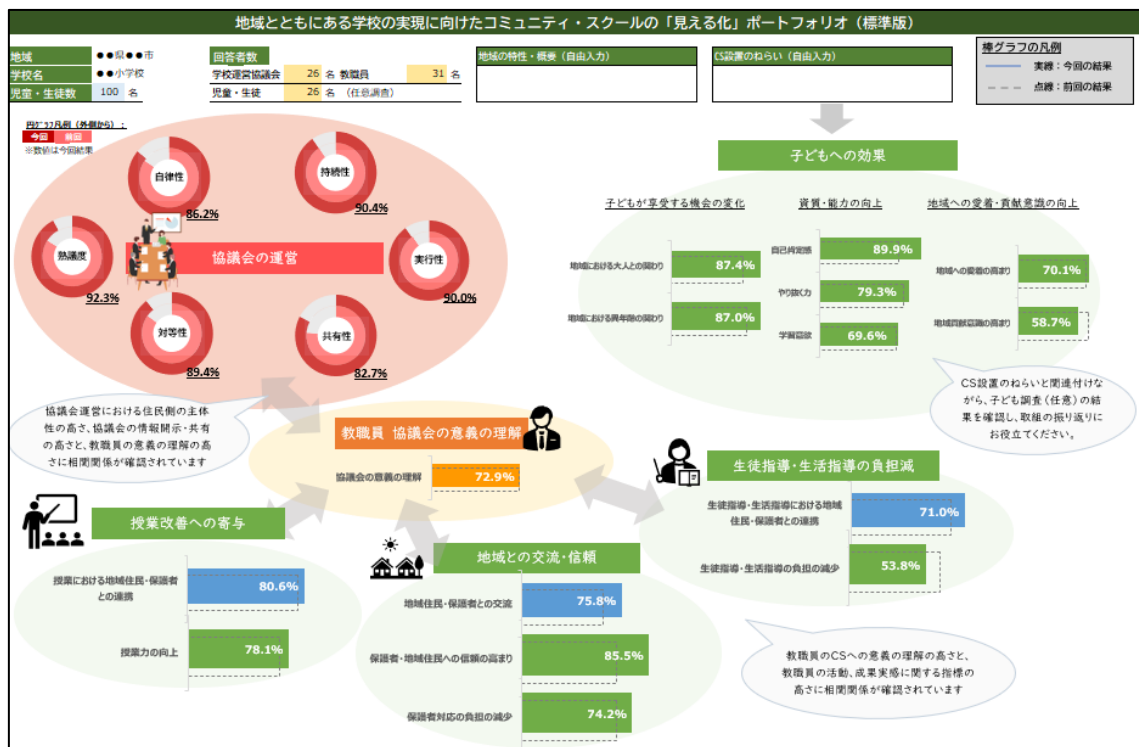 地域とともにある学校の実現に向けたコミュニティ・スクールの「見える化」ポートフォリオ（標準版）
地域 ●●県●●市
学校名 ●●小学校
児童・生徒数 100 名
回答者数
学校運営協議会 26 名 教職員 31 名
児童・生徒 26 名 （任意調査）
地域の特性・概要（自由入力）
CS設置のねらい（自由入力）
棒グラフの凡例
実線：今回の結果
点線：前回の結果
円グラフ凡例（外側から）：
今回 前回
※数値は今回結果
自律性
86.2%
持続性
90.4%
熟議度
92.3%
協議会の運営
実行性
90.0%
対等性
89.4%
共有性
82.7%
協議会運営における住民側の主体
性の高さ、協議会の情報開示・共有
の高さと、教職員の意義の理解の高
さに相関関係が確認されています
子どもへの効果
子どもが享受する機会の変化
地域における大人との関わり 87.4%
地域における異年齢の関わり 87.0%
資質・能力の向上
自己肯定感 89.9%
やり抜く力 79.3%
学習意欲 69.6%
地域への愛着・貢献意識の向上
地域への愛着の高まり 70.1%
地域貢献意識の高まり 58.7%
CS設置のねらいと関連付けな
がら、子ども調査（任意）の結
果を確認し、取組の振り返りに
お役立てください。
教職員 協議会の意義の理解
協議会の意義の理解 72.9%
授業改善への寄与
授業における地域住民・保護者
との連携
80.6%
授業力の向上 78.1%
地域との交流・信頼
地域住民・保護者との交流 75.8%
保護者・地域住民への信頼の高まり 85.5%
保護者対応の負担の減少 74.2%
生徒指導・生活指導の負担減
生徒指導・生活指導における地域
住民・保護者との連携
71.0%
生徒指導・生活指導の負担の減少 53.8%
教職員のCSへの意義の理解の高さと、
教職員の活動、成果実感に関する指標の
高さに相関関係が確認されています